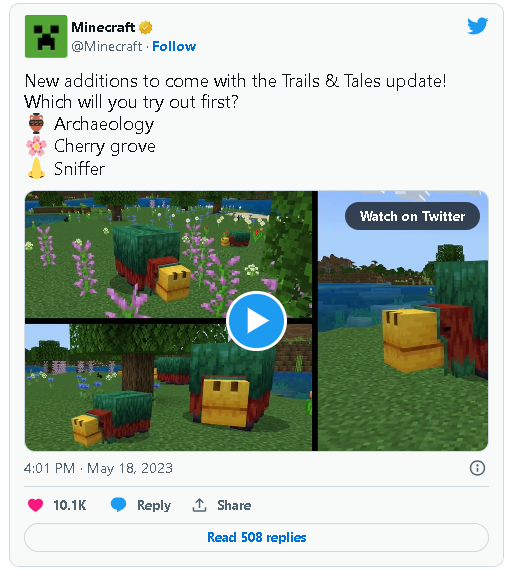 Minecraft
@Minecraft · Follow
New additions to come with the Trails & Tales update!
Which will you try out first?
🏺 Archaeology
🌸 Cherry grove
👃 Sniffer
Watch on Twitter
4:01 PM · May 18, 2023
10.1K Reply Share
Read 508 replies